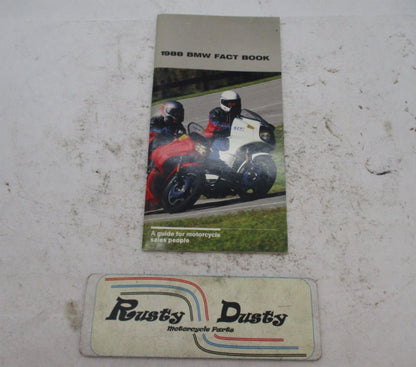 1988 BMW FACT BOOK
A guide for motorcycle
sales people
Rusty Dusty
Motorcycle Parts